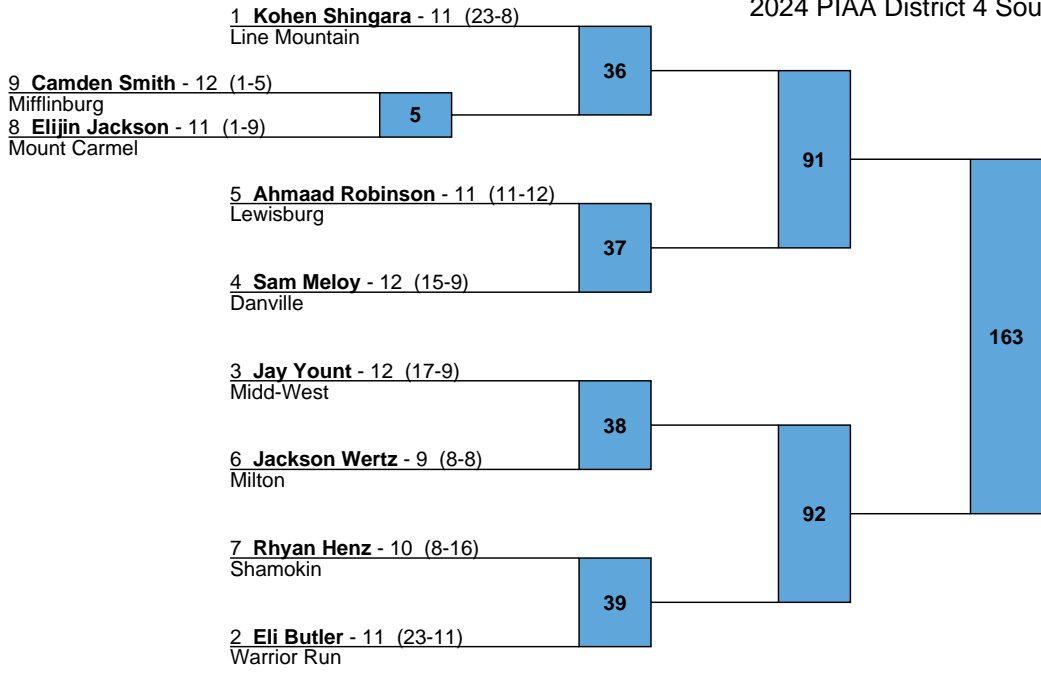 2024 PIAA District 4 Sou
1 Kohen Shingara - 11 (23-8)
Line Mountain
36
9 Camden Smith - 12 (1-5)
Mifflinburg
5
8 Elijin Jackson - 11 (1-9)
Mount Carmel
91
5 Ahmaad Robinson - 11 (11-12)
Lewisburg
37
4 Sam Meloy - 12 (15-9)
Danville
163
3 Jay Yount - 12 (17-9)
Midd-West
38
6 Jackson Wertz - 9 (8-8)
Milton
92
7 Rhyan Henz - 10 (8-16)
Shamokin
39
2 Eli Butler - 11 (23-11)
Warrior Run